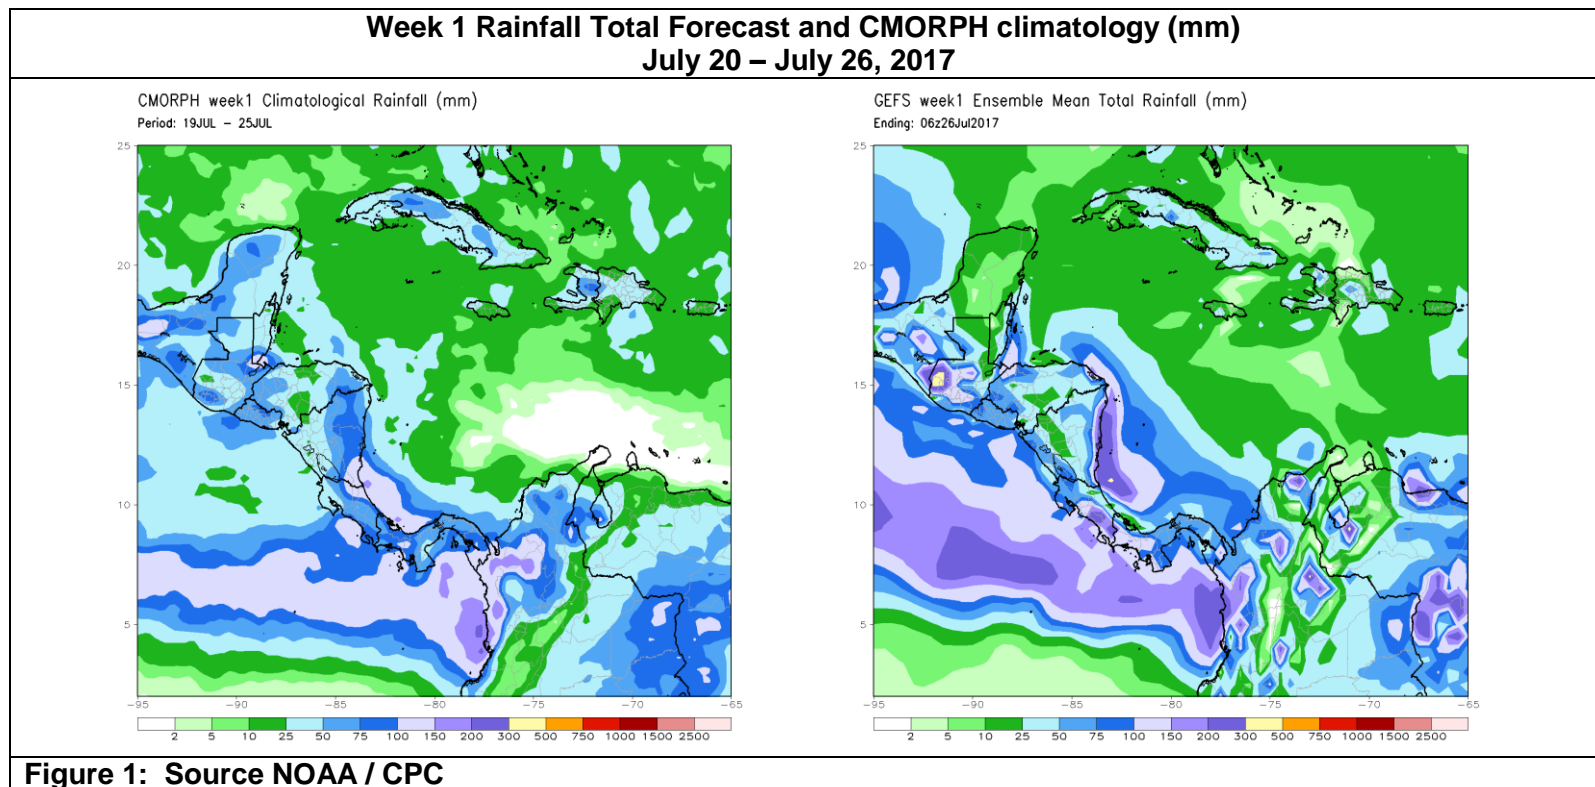 Week 1 Rainfall Total Forecast and CMORPH climatology (mm)
July 20 – July 26, 2017
CMORPH week1 Climatological Rainfall (mm)
Period: 19JUL – 25JUL
25
20
15
10
5
−95
−90
−85
−80
−75
−70
−65
2 5 10 25 50 75 100 150 200 300 500 750 1000 1500 2500
GEFS week1 Ensemble Mean Total Rainfall (mm)
Ending: 06z26Jul2017
25
20
15
10
5
−95
−90
−85
−80
−75
−70
−65
2 5 10 25 50 75 100 150 200 300 500 750 1000 1500 2500
Figure 1: Source NOAA / CPC